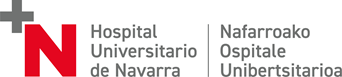 N
Hospital
Universitario
de Navarra
Nafarroako
Ospitale
Unibertsitarioa